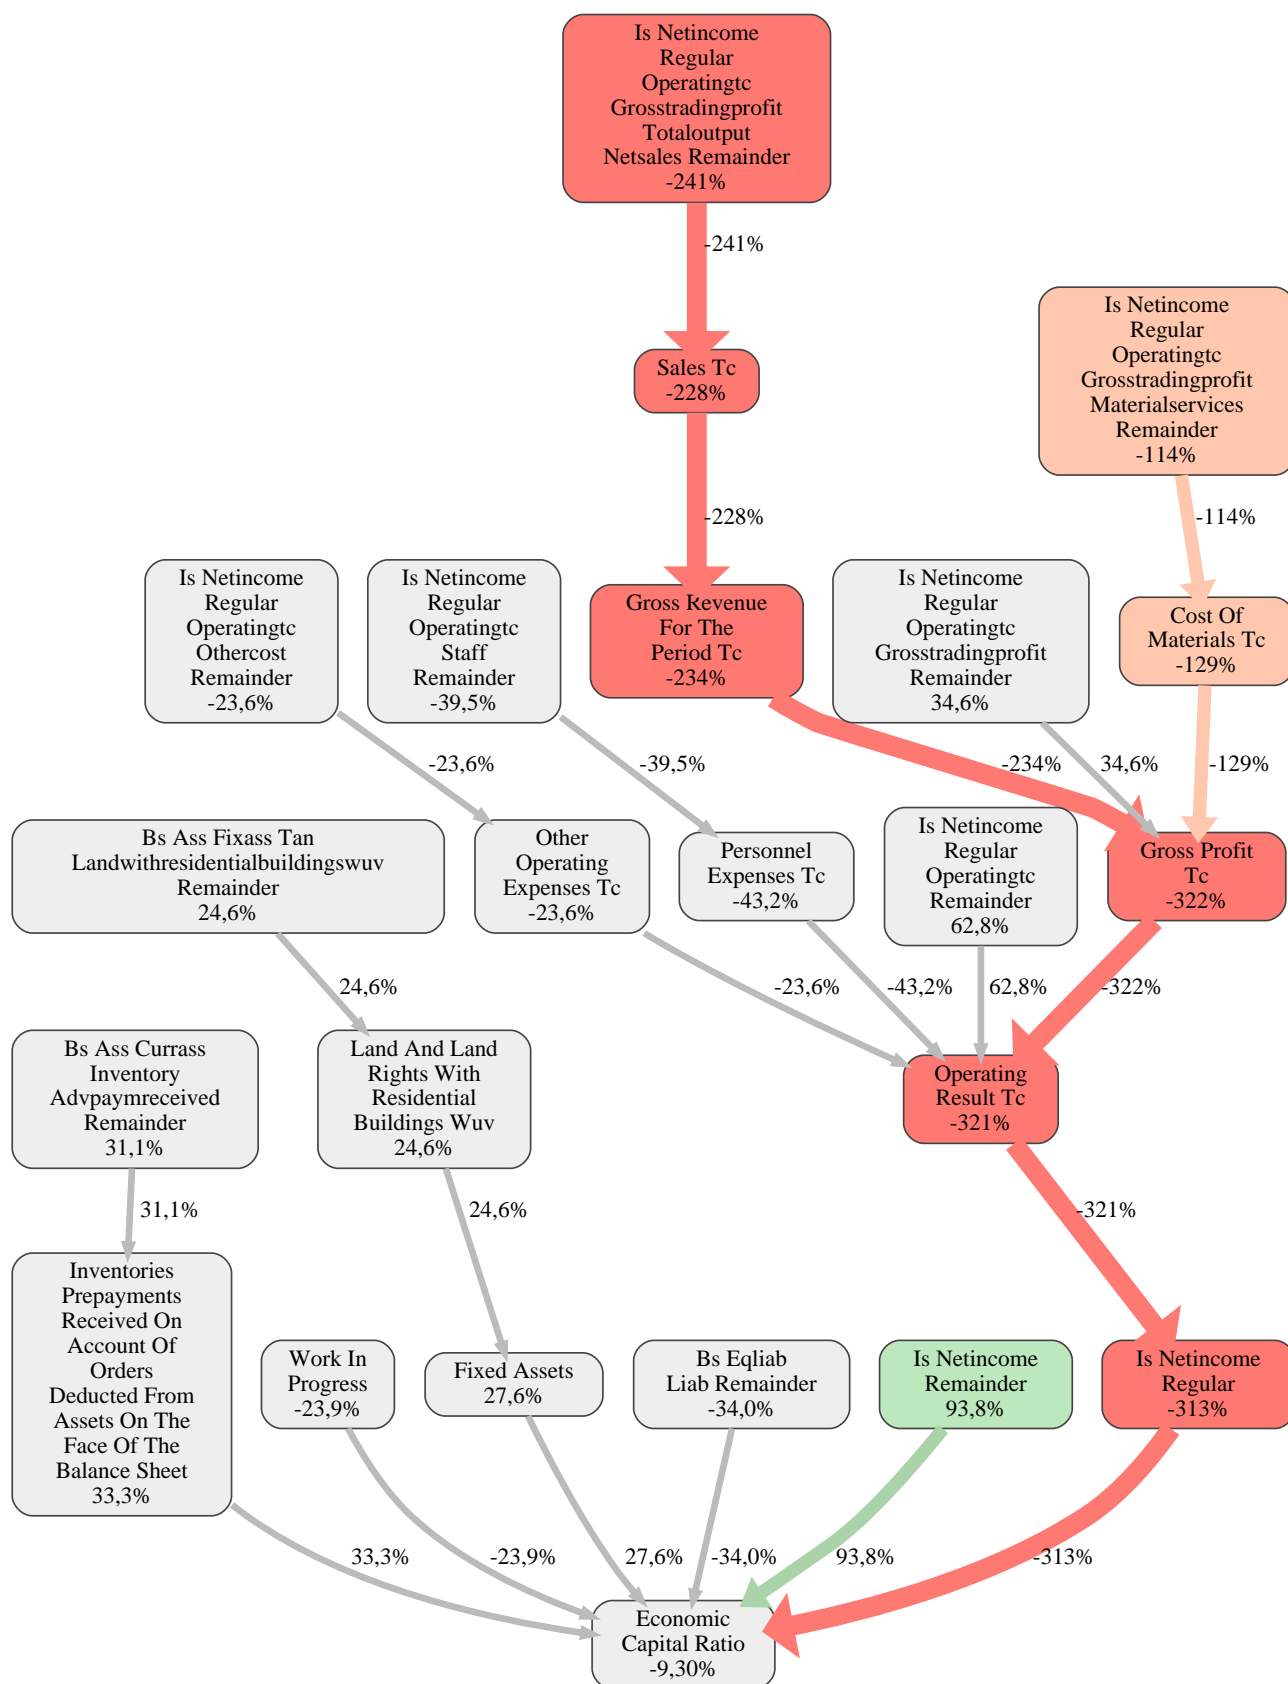 Is Netincome
Regular
Operatingtc
Grosstradingprofit
Totaloutput
Netsales Remainder
-241%
-241%
Is Netincome
Regular
Operatingtc
Grosstradingprofit
Materialservices
Remainder
-114%
Sales Tc
-228%
-228%
-114%
Is Netincome
Regular
Operatingtc
Othercost
Remainder
-23,6%
Is Netincome
Regular
Operatingtc
Staff
Remainder
-39,5%
Gross Revenue
For The
Period Tc
-234%
Is Netincome
Regular
Operatingtc
Grosstradingprofit
Remainder
34,6%
Cost Of
Materials Tc
-129%
-23,6%
-39,5%
-234%
34,6%
-129%
Bs Ass Fixass Tan
Landwithresidentialbuildingswuv
Remainder
24,6%
Other
Operating
Expenses Tc
-23,6%
Personnel
Expenses Tc
-43,2%
Is Netincome
Regular
Operatingtc
Remainder
62,8%
Gross Profit
Tc
-322%
24,6%
-23,6%
-43,2%
62,8%
-322%
Bs Ass Currass
Inventory
Advpaymreceived
Remainder
31,1%
Land And Land
Rights With
Residential
Buildings Wuv
24,6%
Operating
Result Tc
-321%
31,1%
24,6%
-321%
Inventories
Prepayments
Received On
Account Of
Orders
Deducted From
Assets On The
Face Of The
Balance Sheet
33,3%
Work In
Progress
-23,9%
Fixed Assets
27,6%
Bs Eqliab
Liab Remainder
-34,0%
Is Netincome
Remainder
93,8%
Is Netincome
Regular
-313%
33,3%
-23,9%
27,6%
-34,0%
93,8%
-313%
Economic
Capital Ratio
-9,30%